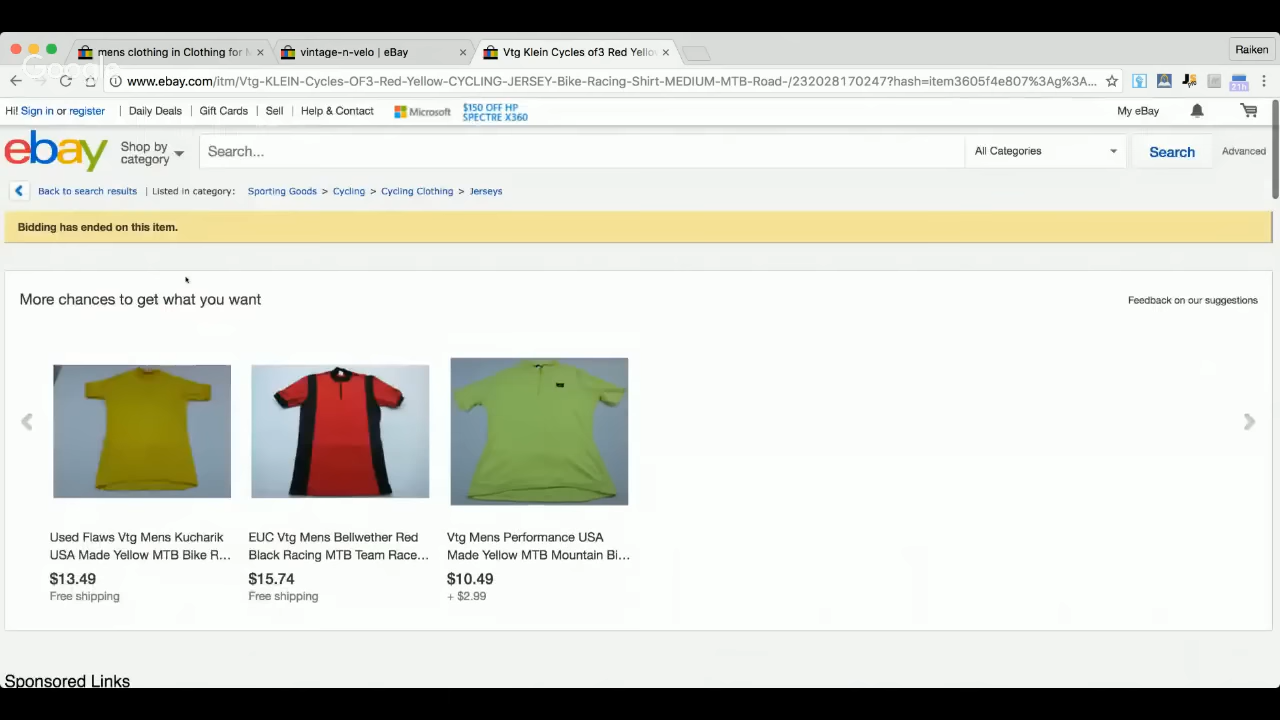 mens clothing in Clothing for M
vintage-n-velo | eBay
Vtg Klein Cycles of3 Red Yello
Raiken
Google
www.ebay.com/itm/Vtg-KLEIN-Cycles-OF3-Red-Yellow-CYCLING-JERSEY-Bike-Racing-Shirt-MEDIUM-MTB-Road-/232028170247?hash=item3605f4e807%3Ag%3A...
21h
Hi! Sign in or register
Daily Deals
Gift Cards
Sell
Help & Contact
Microsoft
$150 OFF HP
SPECTRE X360
My eBay
ebay
Shop by
category
Search...
All Categories
Search
Advanced
Back to search results | Listed in category: Sporting Goods > Cycling > Cycling Clothing > Jerseys
Bidding has ended on this item.
More chances to get what you want
Feedback on our suggestions
Used Flaws Vtg Mens Kucharik
USA Made Yellow MTB Bike R...
$13.49
Free shipping
EUC Vtg Mens Bellwether Red
Black Racing MTB Team Race...
$15.74
Free shipping
Vtg Mens Performance USA
Made Yellow MTB Mountain Bi...
$10.49
+ $2.99
Sponsored Links